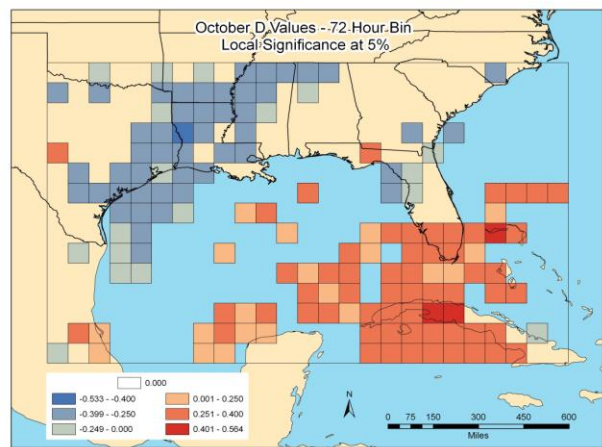 October D Values - 72 Hour Bin
Local Significance at 5%
0.000
-0.533 - -0.400
-0.399 - -0.250
-0.249 - 0.000
0.001 - 0.250
0.251 - 0.400
0.401 - 0.564
N
0 75 150 300 450 600
Miles